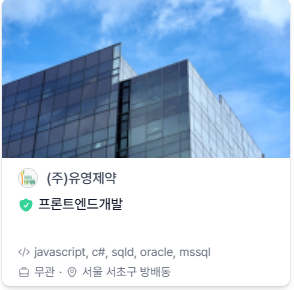 (주)유영제약
프론트엔드개발
javascript, c#, sqld, oracle, mssql
무관 · 서울 서초구 방배동